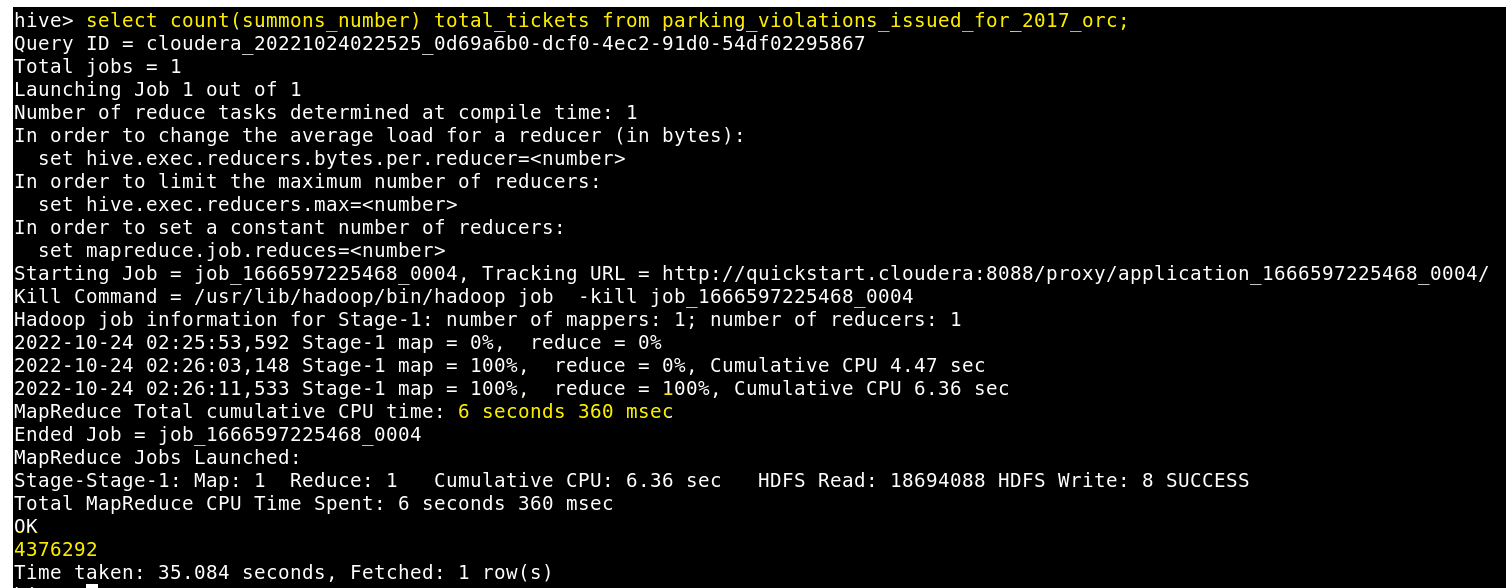 hive> select count(summons_number) total_tickets from parking_violations_issued_for_2017_orc;
Query ID = cloudera_20221024022525_0d69a6b0-dcf0-4ec2-91d0-54df02295867
Total jobs = 1
Launching Job 1 out of 1
Number of reduce tasks determined at compile time: 1
In order to change the average load for a reducer (in bytes):
  set hive.exec.reducers.bytes.per.reducer=<number>
In order to limit the maximum number of reducers:
  set hive.exec.reducers.max=<number>
In order to set a constant number of reducers:
  set mapreduce.job.reduces=<number>
Starting Job = job_1666597225468_0004, Tracking URL = http://quickstart.cloudera:8088/proxy/application_1666597225468_0004/
Kill Command = /usr/lib/hadoop/bin/hadoop job  -kill job_1666597225468_0004
Hadoop job information for Stage-1: number of mappers: 1; number of reducers: 1
2022-10-24 02:25:53,592 Stage-1 map = 0%,  reduce = 0%
2022-10-24 02:26:03,148 Stage-1 map = 100%,  reduce = 0%, Cumulative CPU 4.47 sec
2022-10-24 02:26:11,533 Stage-1 map = 100%,  reduce = 100%, Cumulative CPU 6.36 sec
MapReduce Total cumulative CPU time: 6 seconds 360 msec
Ended Job = job_1666597225468_0004
MapReduce Jobs Launched:
Stage-Stage-1: Map: 1  Reduce: 1   Cumulative CPU: 6.36 sec   HDFS Read: 18694088 HDFS Write: 8 SUCCESS
Total MapReduce CPU Time Spent: 6 seconds 360 msec
OK
4376292
Time taken: 35.084 seconds, Fetched: 1 row(s)